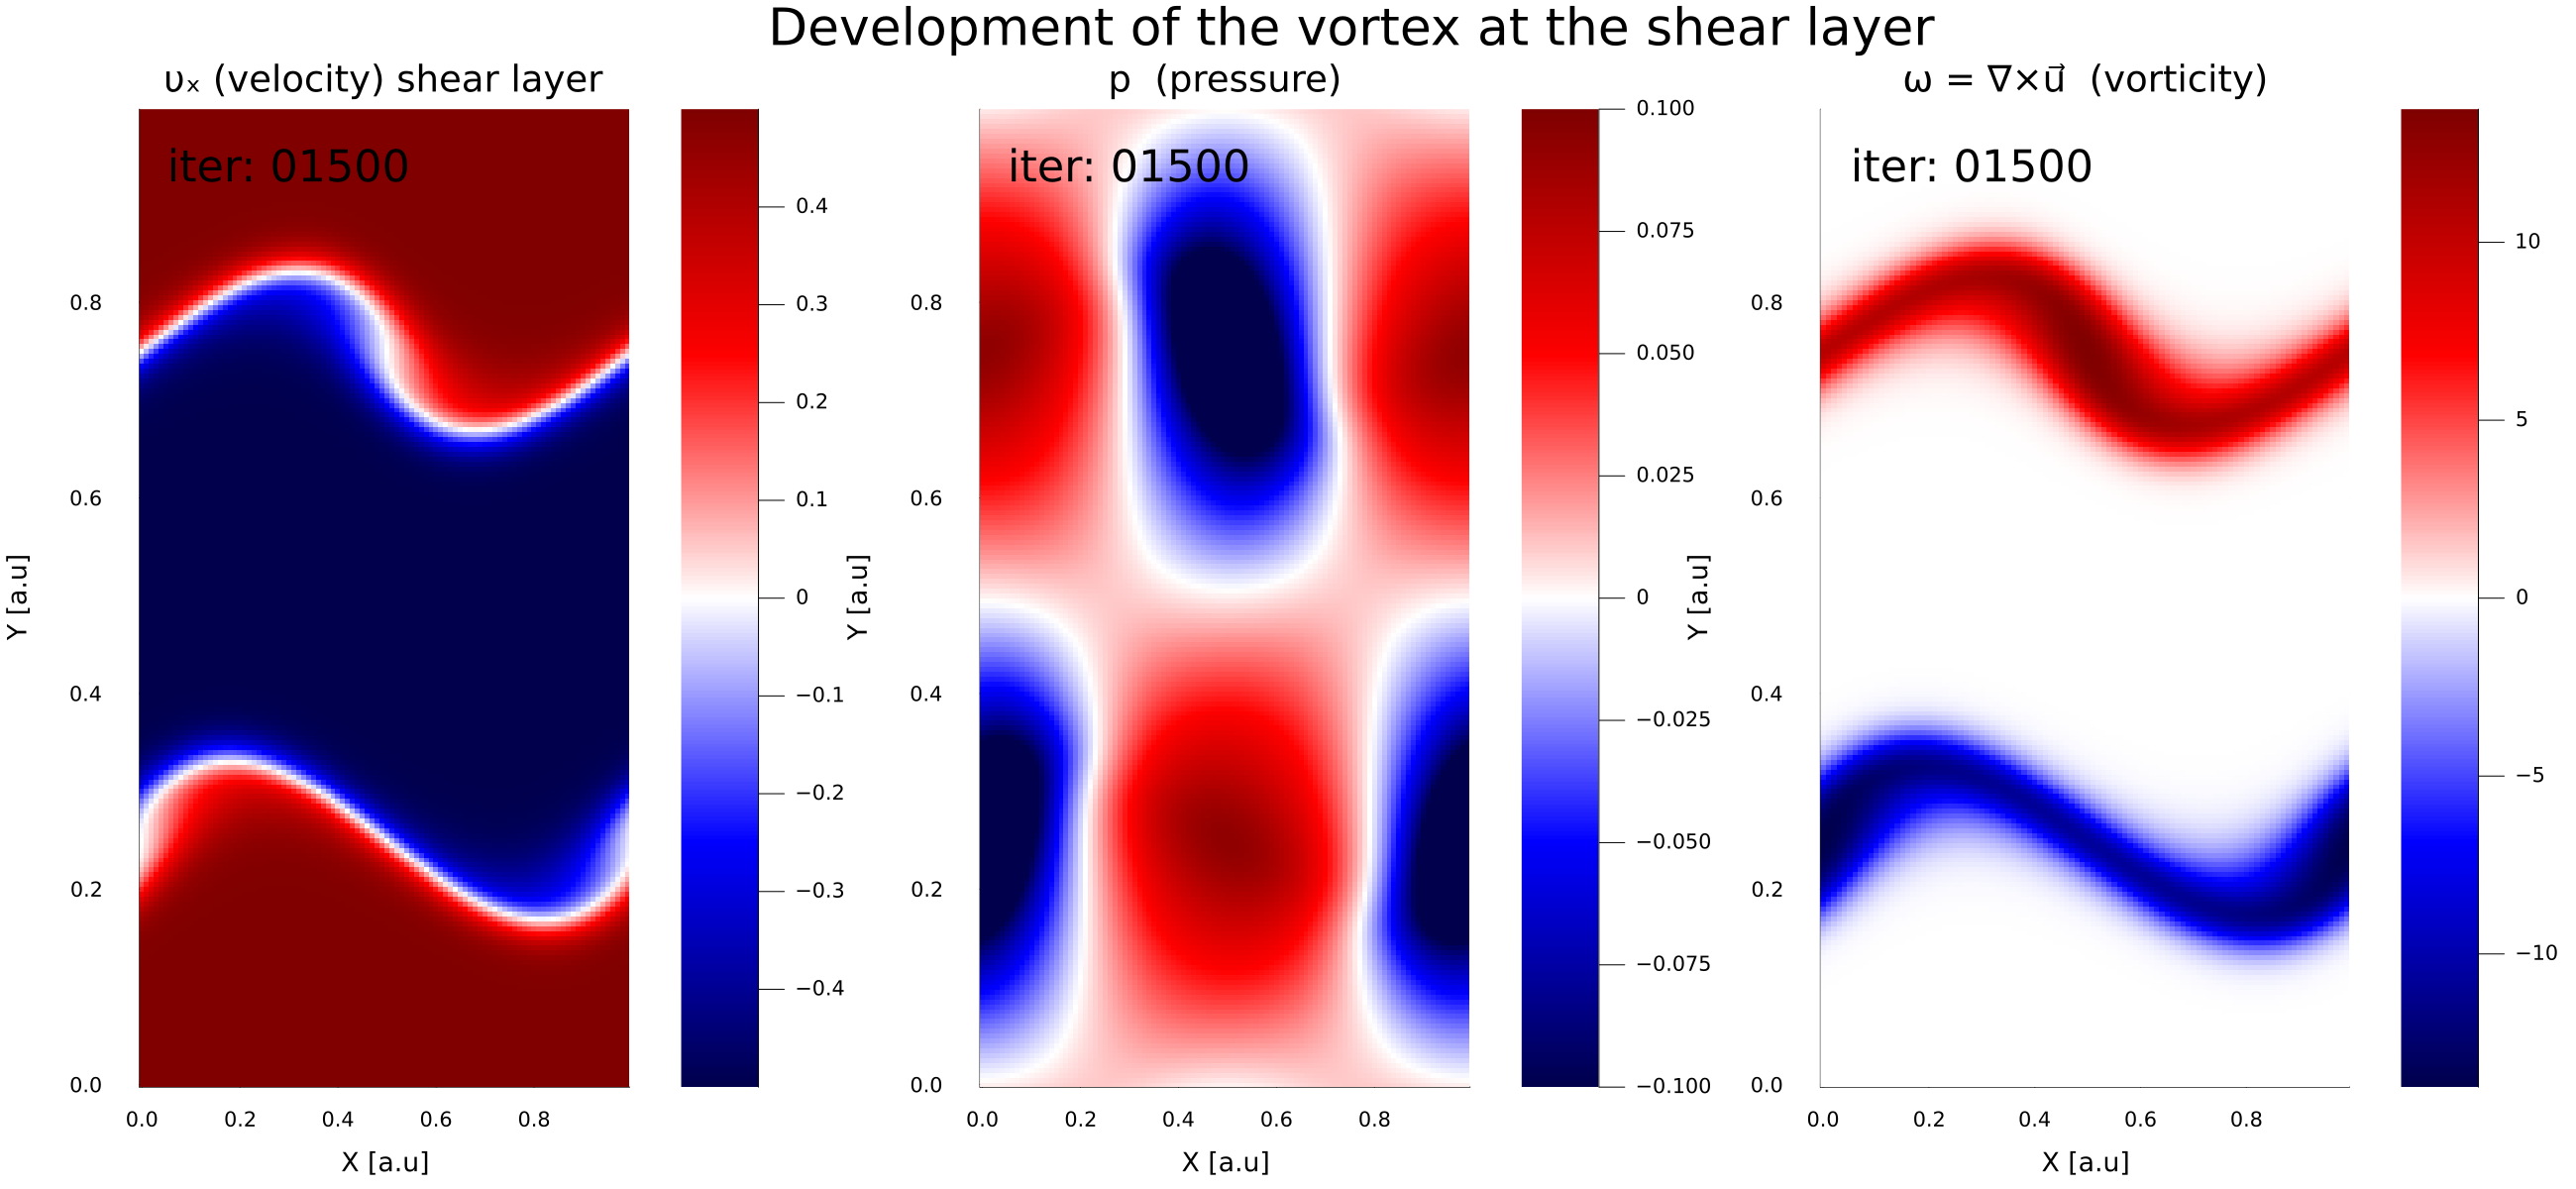 Development of the vortex at the shear layer
υₓ (velocity) shear layer
iter: 01500
Y [a.u]
0.8
0.6
0.4
0.2
0.0
0.0 0.2 0.4 0.6 0.8
X [a.u]
0.4
0.3
0.2
0.1
0
−0.1
−0.2
−0.3
−0.4
p (pressure)
iter: 01500
Y [a.u]
0.8
0.6
0.4
0.2
0.0
0.0 0.2 0.4 0.6 0.8
X [a.u]
0.100
0.075
0.050
0.025
0
−0.025
−0.050
−0.075
−0.100
ω = ∇×u⃗ (vorticity)
iter: 01500
Y [a.u]
0.8
0.6
0.4
0.2
0.0
0.0 0.2 0.4 0.6 0.8
X [a.u]
10
5
0
−5
−10